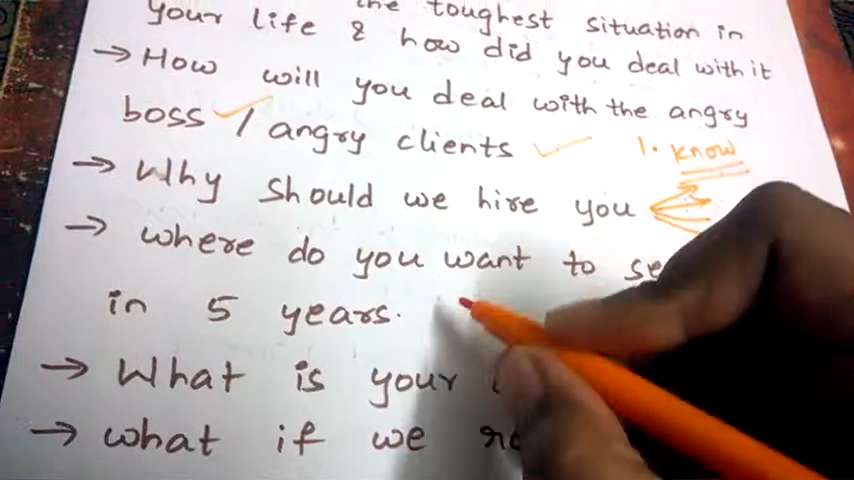 the toughest situation in
your life & how did you deal with it
→ How will you deal with the angry
boss ✓ / angry clients ✓ 1. know
→ Why should we hire you
→ where do you want to
in 5 years.
→ What is your
→ what if we